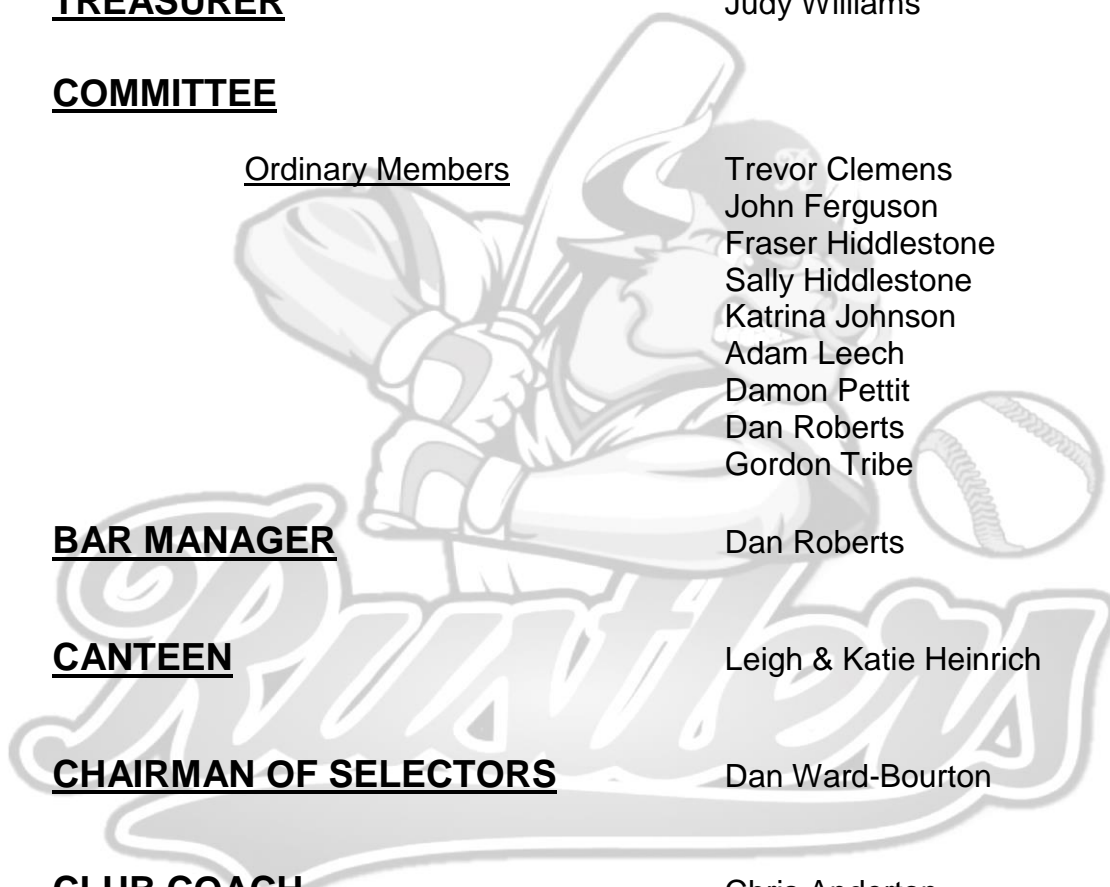 TREASURER Judy Williams
COMMITTEE
Ordinary Members Trevor Clemens
John Ferguson
Fraser Hiddlestone
Sally Hiddlestone
Katrina Johnson
Adam Leech
Damon Pettit
Dan Roberts
Gordon Tribe
BAR MANAGER Dan Roberts
Rustlers
CANTEEN Leigh & Katie Heinrich
CHAIRMAN OF SELECTORS Dan Ward-Bourton
CLUB COACH Chris Anderton